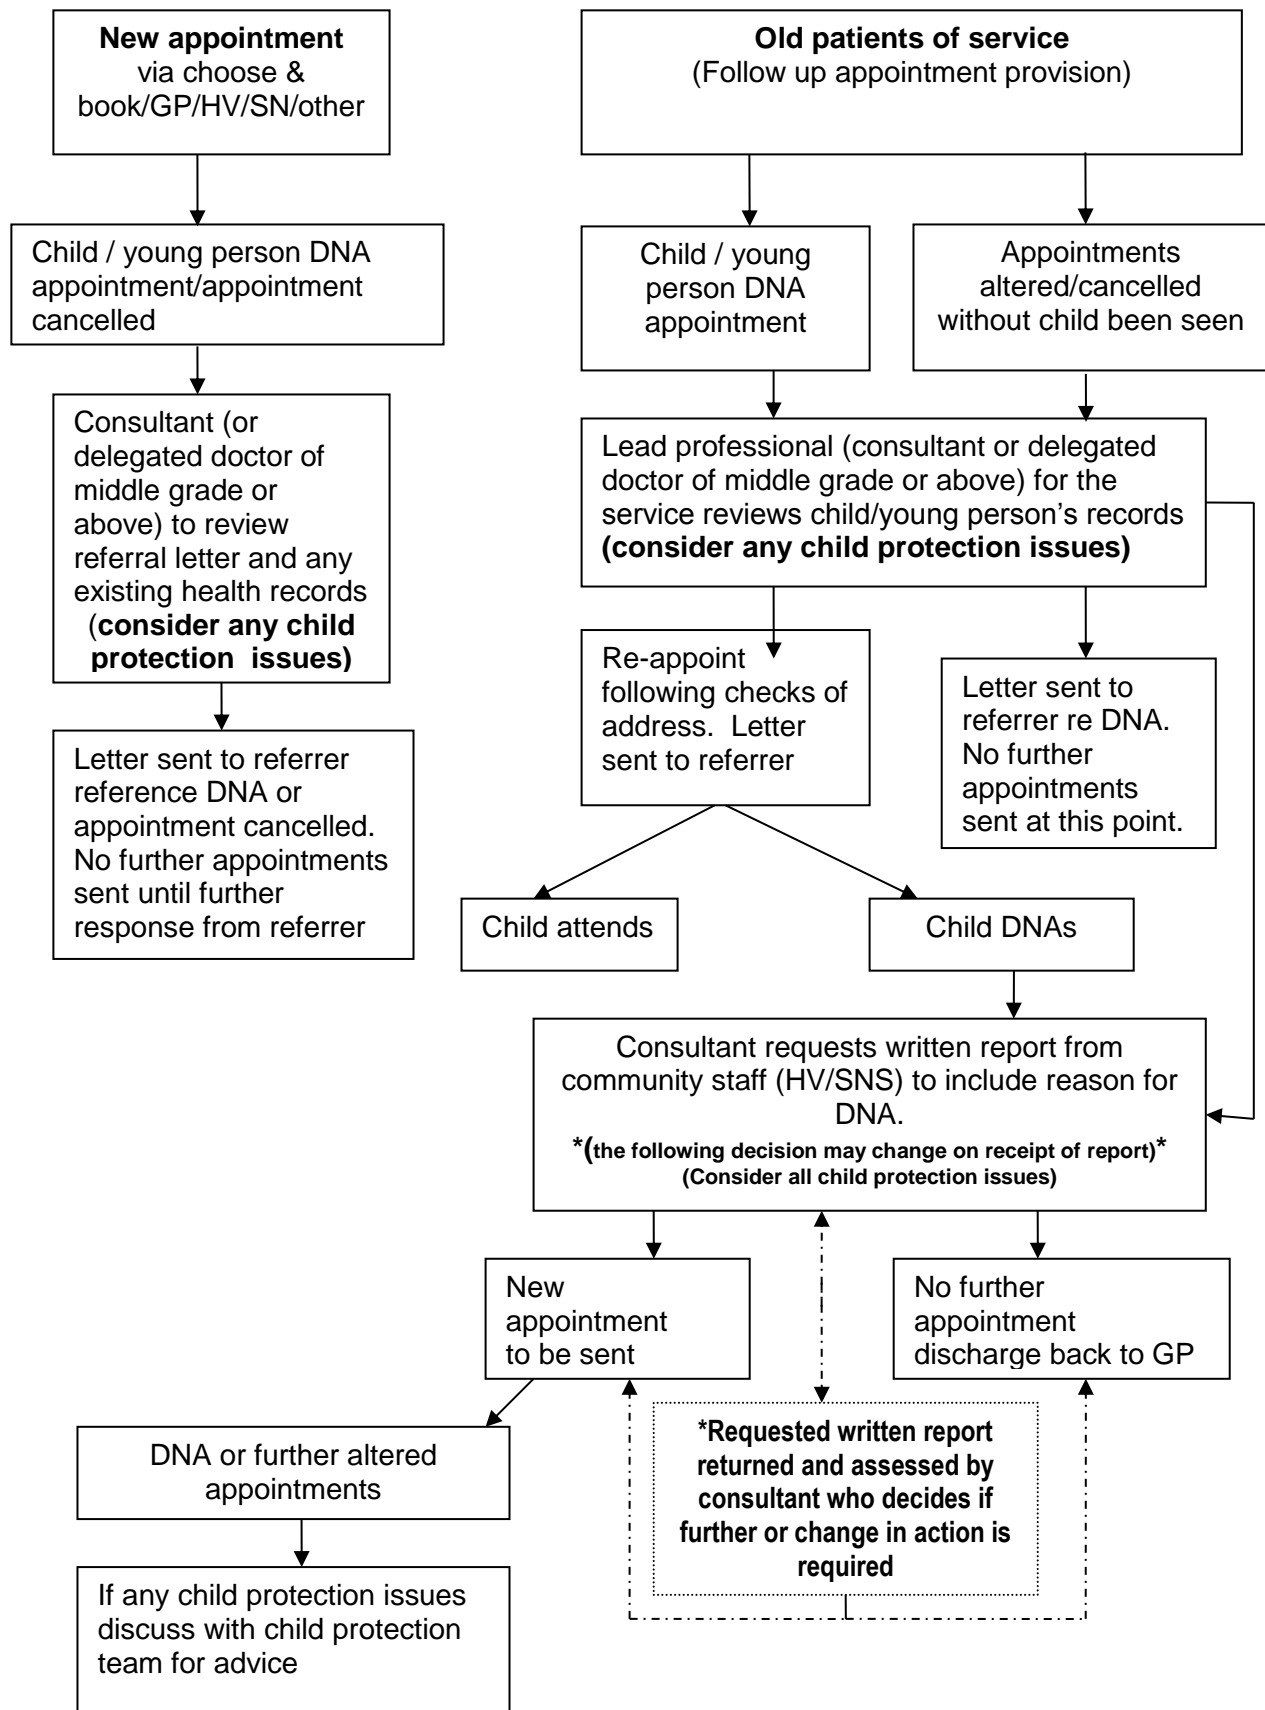 New appointment
via choose &
book/GP/HV/SN/other
Old patients of service
(Follow up appointment provision)
Child / young person DNA
appointment/appointment
cancelled
Child / young
person DNA
appointment
Appointments
altered/cancelled
without child been seen
Consultant (or
delegated doctor of
middle grade or
above) to review
referral letter and any
existing health records
(consider any child
protection issues)
Lead professional (consultant or delegated
doctor of middle grade or above) for the
service reviews child/young person’s records
(consider any child protection issues)
Re-appoint
following checks of
address. Letter
sent to referrer
Letter sent to
referrer re DNA.
No further
appointments
sent at this point.
Letter sent to referrer
reference DNA or
appointment cancelled.
No further appointments
sent until further
response from referrer
Child attends
Child DNAs
Consultant requests written report from
community staff (HV/SNS) to include reason for
DNA.
*(the following decision may change on receipt of report)*
(Consider all child protection issues)
New
appointment
to be sent
No further
appointment
discharge back to GP
*Requested written report
returned and assessed by
consultant who decides if
further or change in action is
required
DNA or further altered
appointments
If any child protection issues
discuss with child protection
team for advice